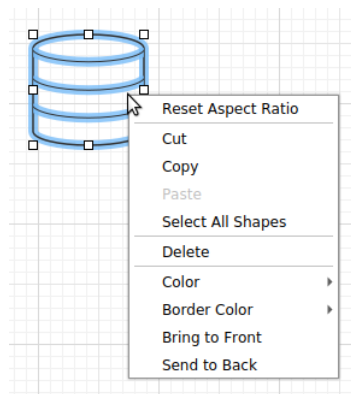 Reset Aspect Ratio
Cut
Copy
Paste
Select All Shapes
Delete
Color
Border Color
Bring to Front
Send to Back